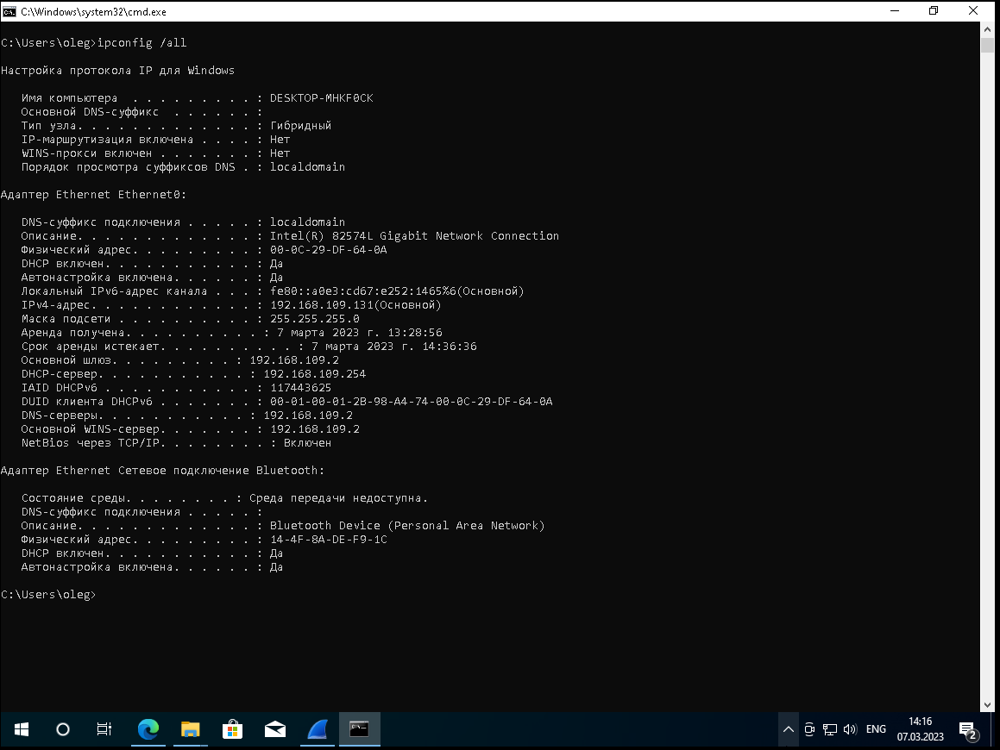 C:\Windows\system32\cmd.exe
C:\Users\oleg>ipconfig /all
Настройка протокола IP для Windows
Имя компьютера . . . . . . . . . : DESKTOP-MHKF0CK
Основной DNS-суффикс . . . . . . :
Тип узла. . . . . . . . . . . . . : Гибридный
IP-маршрутизация включена . . . . : Нет
WINS-прокси включен . . . . . . . : Нет
Порядок просмотра суффиксов DNS . : localdomain
Адаптер Ethernet Ethernet0:
DNS-суффикс подключения . . . . . : localdomain
Описание. . . . . . . . . . . . . : Intel(R) 82574L Gigabit Network Connection
Физический адрес. . . . . . . . . : 00-0C-29-DF-64-0A
DHCP включен. . . . . . . . . . . : Да
Автонастройка включена. . . . . . : Да
Локальный IPv6-адрес канала . . . : fe80::a0e3:cd67:e252:1465%6(Основной)
IPv4-адрес. . . . . . . . . . . . : 192.168.109.131(Основной)
Маска подсети . . . . . . . . . . : 255.255.255.0
Аренда получена. . . . . . . . . . : 7 марта 2023 г. 13:28:56
Срок аренды истекает. . . . . . . . . . : 7 марта 2023 г. 14:36:36
Основной шлюз. . . . . . . . . : 192.168.109.2
DHCP-сервер. . . . . . . . . . . : 192.168.109.254
IAID DHCPv6 . . . . . . . . . . . : 117443625
DUID клиента DHCPv6 . . . . . . . : 00-01-00-01-2B-98-A4-74-00-0C-29-DF-64-0A
DNS-серверы. . . . . . . . . . . : 192.168.109.2
Основной WINS-сервер. . . . . . . : 192.168.109.2
NetBios через TCP/IP. . . . . . . . : Включен
Адаптер Ethernet Сетевое подключение Bluetooth:
Состояние среды. . . . . . . . : Среда передачи недоступна.
DNS-суффикс подключения . . . . . :
Описание. . . . . . . . . . . . . : Bluetooth Device (Personal Area Network)
Физический адрес. . . . . . . . . : 14-4F-8A-DE-F9-1C
DHCP включен. . . . . . . . . . . : Да
Автонастройка включена. . . . . . : Да
C:\Users\oleg>
ENG
14:16
07.03.2023
2